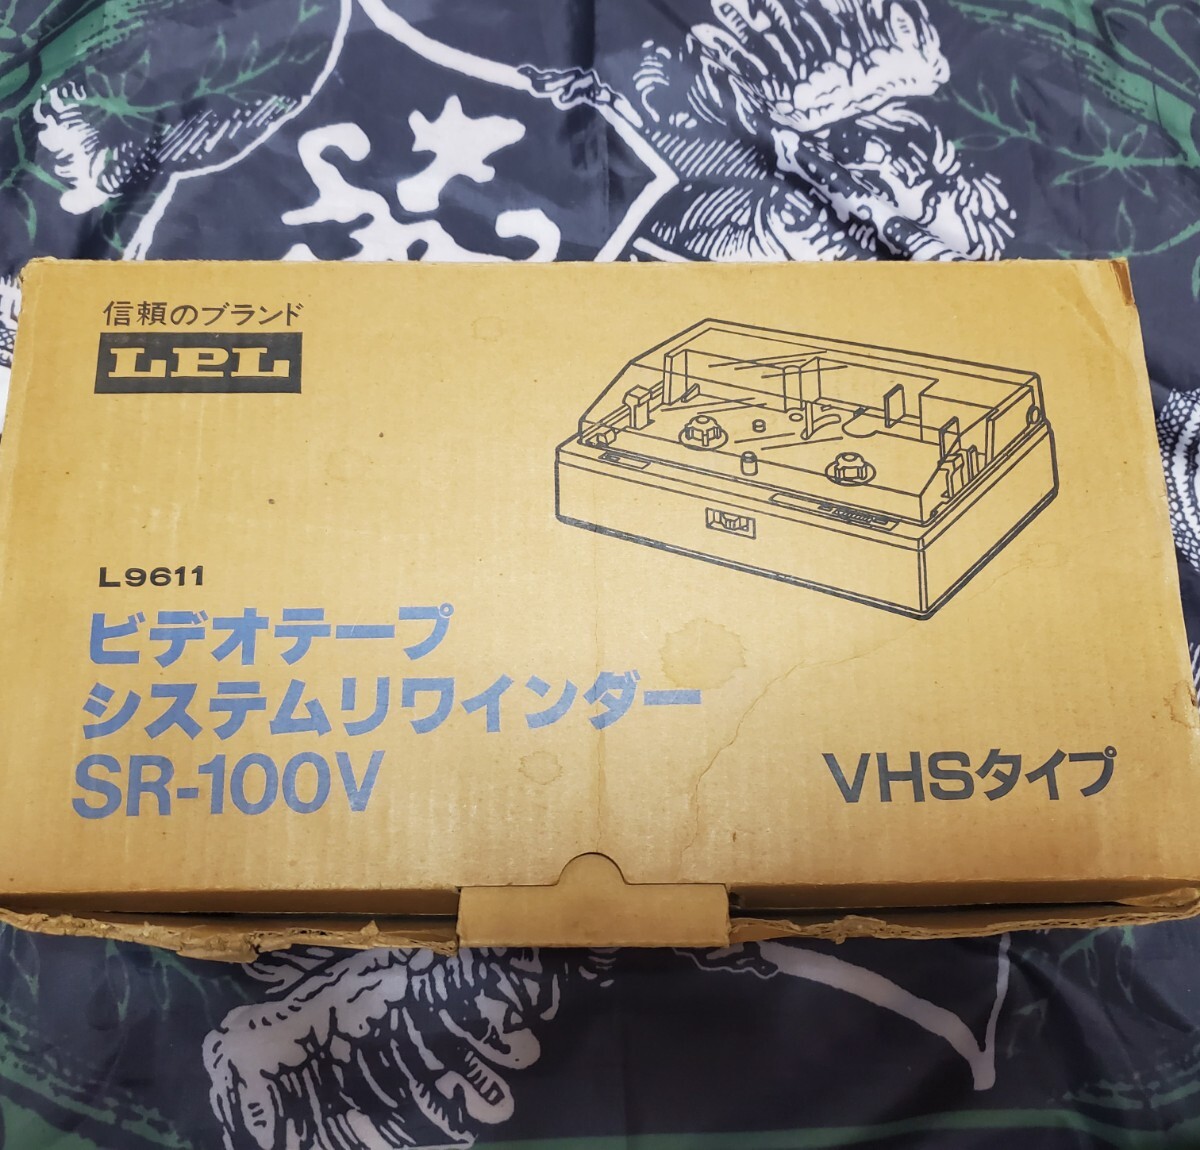 信頼のブランド
LPL
L9611
ビデオテープ
システムリワインダー
SR-100V
VHSタイプ